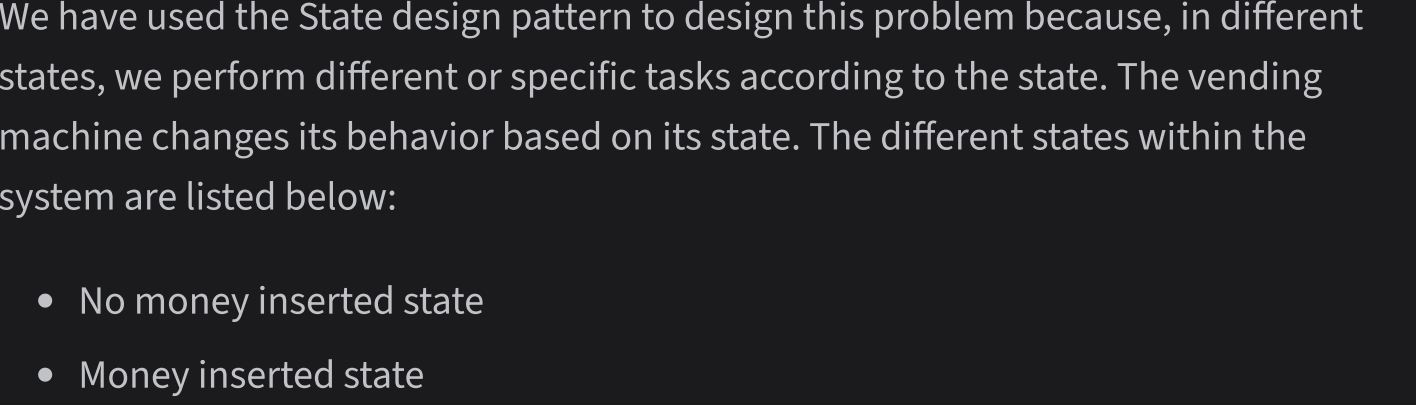 We have used the State design pattern to design this problem because, in different
states, we perform different or specific tasks according to the state. The vending
machine changes its behavior based on its state. The different states within the
system are listed below:
• No money inserted state
• Money inserted state